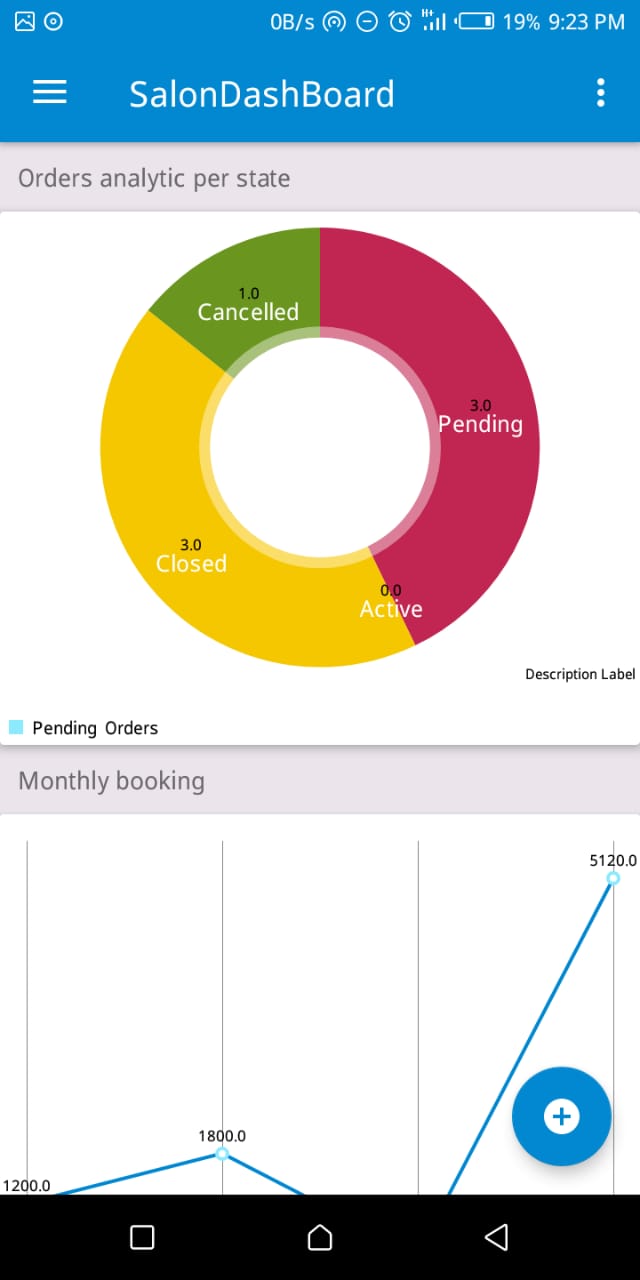 0B/s H+ 19% 9:23 PM
SalonDashBoard
Orders analytic per state
1.0
Cancelled
3.0
Pending
3.0
Closed
0.0
Active
Description Label
Pending Orders
Monthly booking
5120.0
1800.0
1200.0